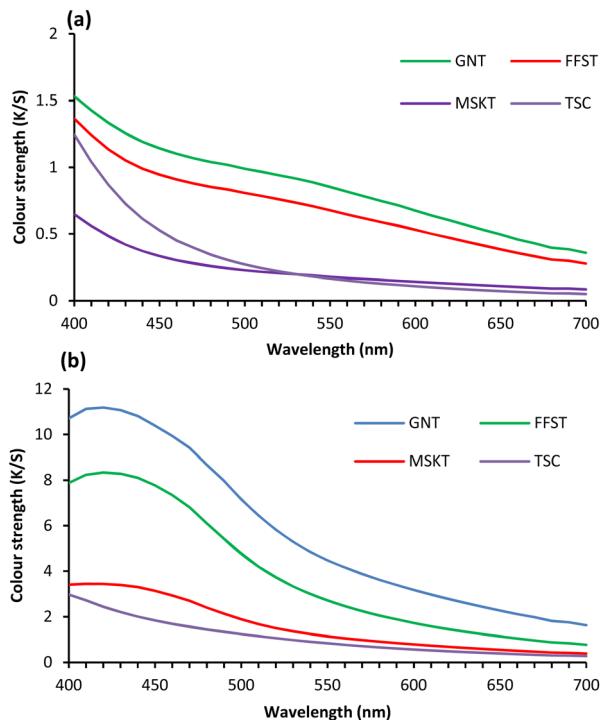 (a)
GNT FFST
MSKT TSC
Colour strength (K/S)
2
1.5
1
0.5
0
400 450 500 550 600 650 700
Wavelength (nm)
(b)
GNT FFST
MSKT TSC
Colour strength (K/S)
12
10
8
6
4
2
0
400 450 500 550 600 650 700
Wavelength (nm)